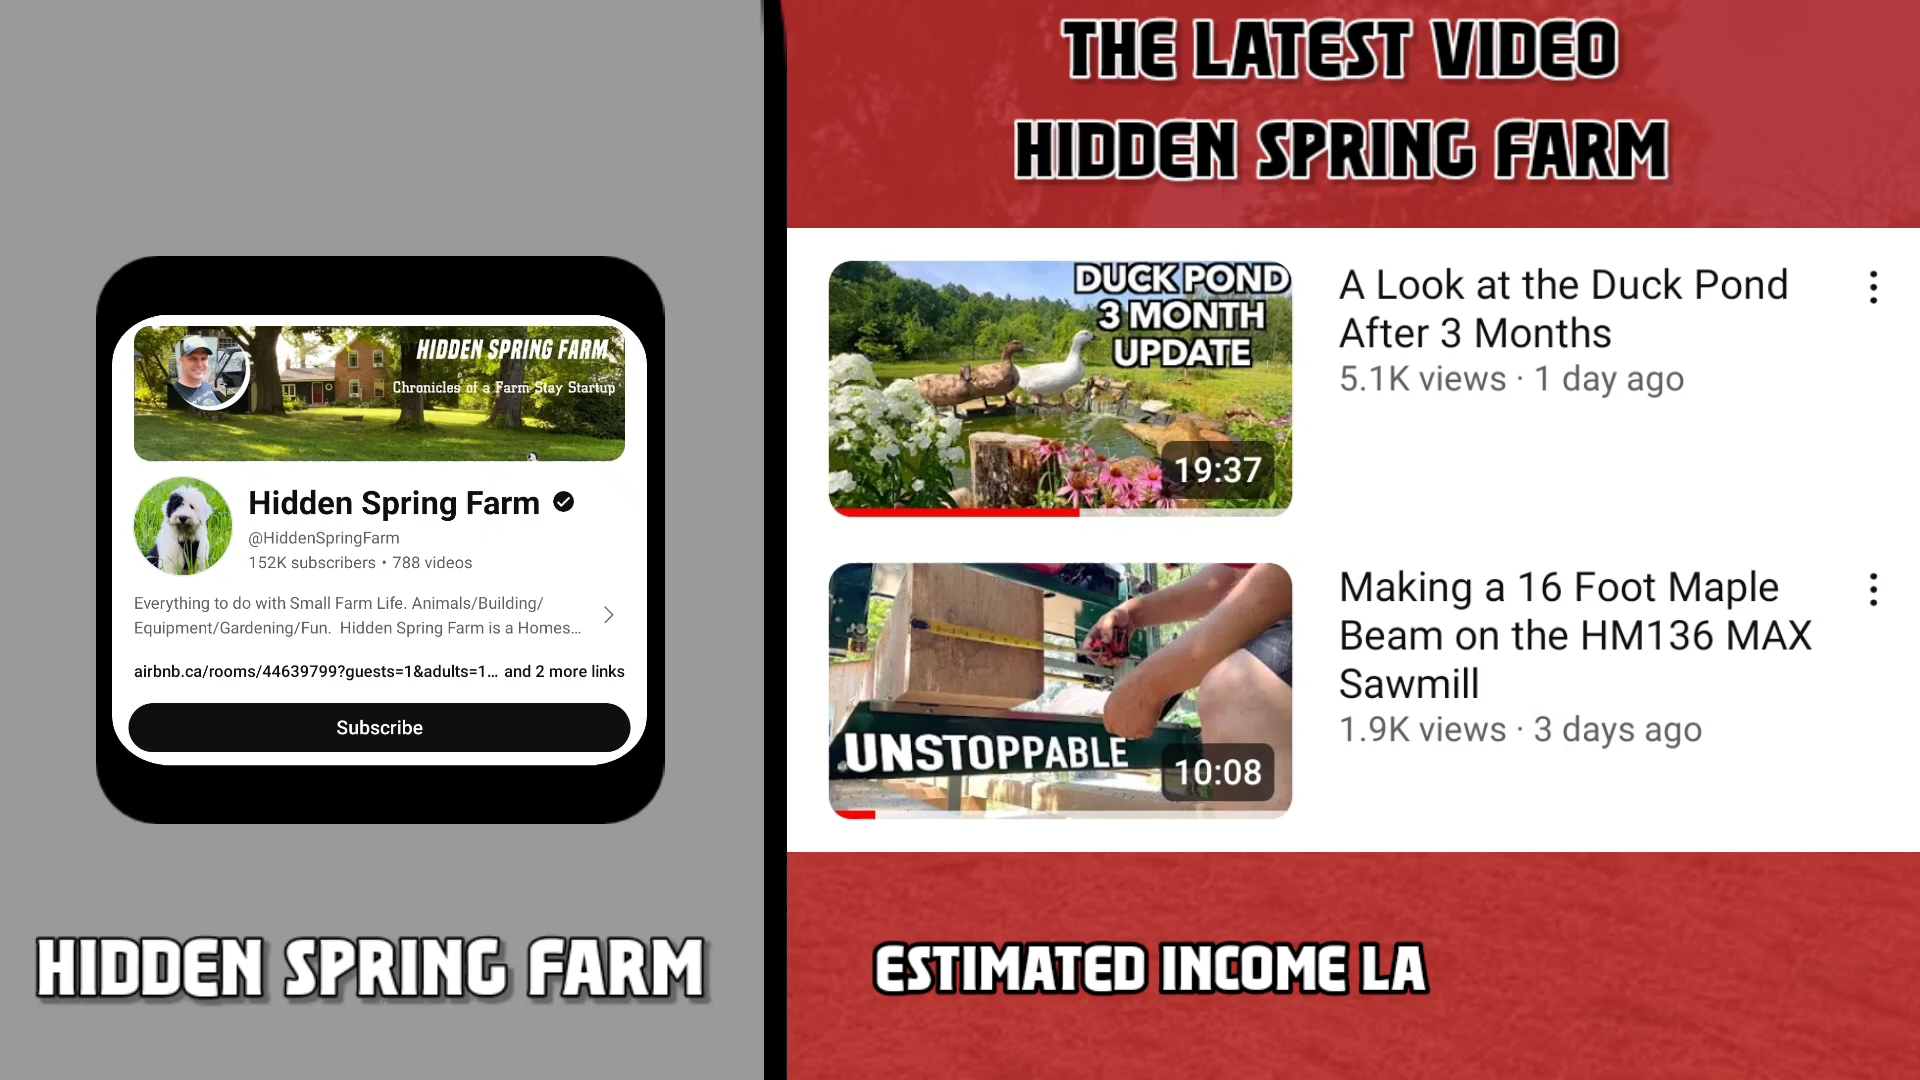 HIDDEN SPRING FARM
Chronicles of a Farm Stay Startup
Hidden Spring Farm
@HiddenSpringFarm
152K subscribers • 788 videos
Everything to do with Small Farm Life. Animals/Building/
Equipment/Gardening/Fun. Hidden Spring Farm is a Homes...
airbnb.ca/rooms/44639799?guests=1&adults=1... and 2 more links
Subscribe
HIDDEN SPRING FARM
THE LATEST VIDEO
HIDDEN SPRING FARM
DUCK POND
3 MONTH
UPDATE
19:37
A Look at the Duck Pond
After 3 Months
5.1K views · 1 day ago
UNSTOPPABLE
10:08
Making a 16 Foot Maple
Beam on the HM136 MAX
Sawmill
1.9K views · 3 days ago
ESTIMATED INCOME LA